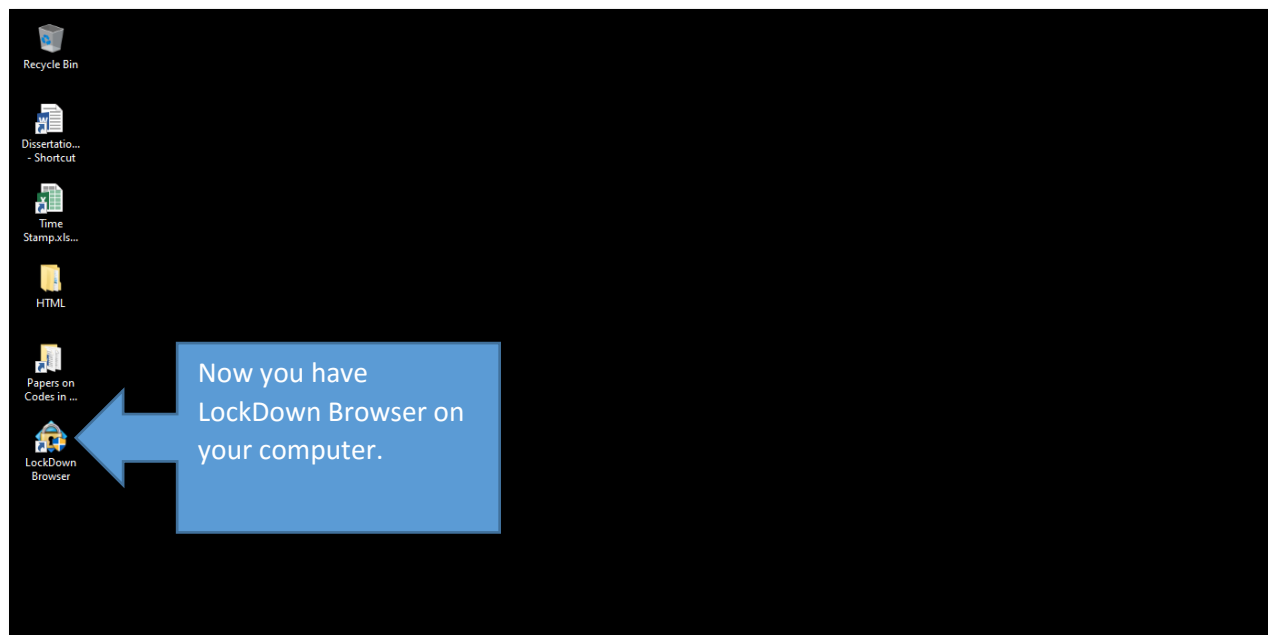 Recycle Bin
Dissertatio...
- Shortcut
Time
Stamp.xls...
HTML
Papers on
Codes in ...
LockDown
Browser
Now you have
LockDown Browser on
your computer.